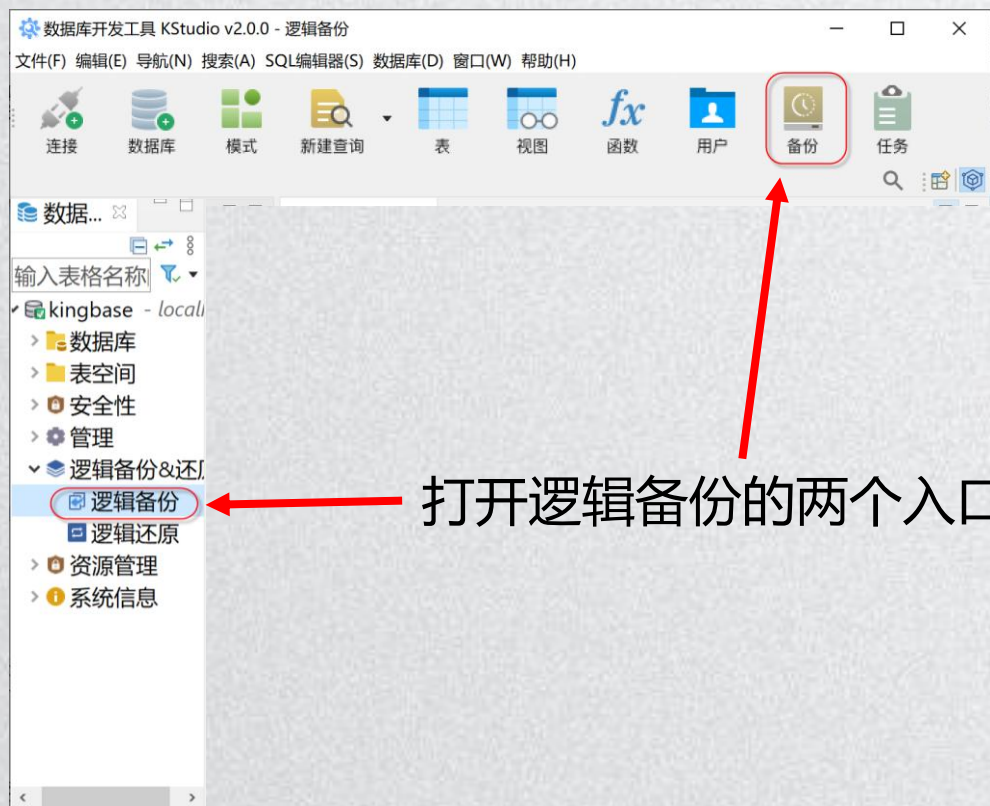 数据库开发工具 KStudio v2.0.0 - 逻辑备份
文件(F) 编辑(E) 导航(N) 搜索(A) SQL编辑器(S) 数据库(D) 窗口(W) 帮助(H)
连接 数据库 模式 新建查询 表 视图 fx 函数 用户 备份 任务
数据...
输入表格名称
kingbase - local
数据库
表空间
安全性
管理
逻辑备份&还原
逻辑备份
打开逻辑备份的两个入口
逻辑还原
资源管理
系统信息